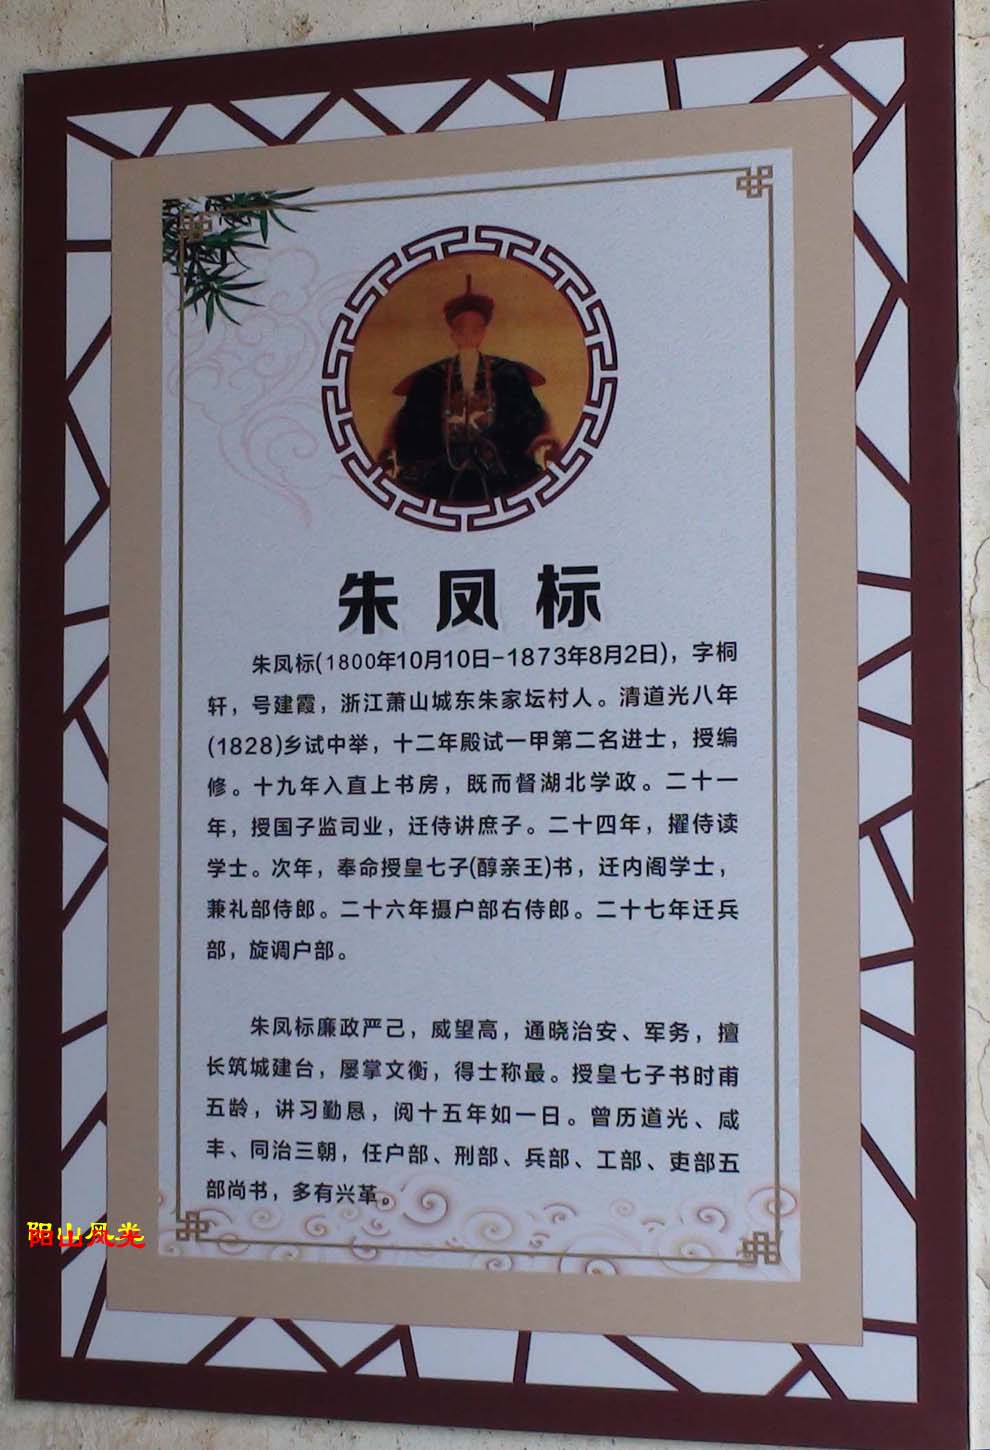 朱凤标
朱凤标(1800年10月10日-1873年8月2日)，字桐
轩，号建霞，浙江萧山城东朱家坛村人。清道光八年
(1828)乡试中举，十二年殿试一甲第二名进士，授编
修。十九年入直上书房，既而督湖北学政。二十一
年，授国子监司业，迁侍讲庶子。二十四年，擢侍读
学士。次年，奉命授皇七子(醇亲王)书，迁内阁学士，
兼礼部侍郎。二十六年摄户部右侍郎。二十七年迁兵
部，旋调户部。
朱凤标廉政严己，威望高，通晓治安、军务，擅
长筑城建台，屡掌文衡，得士称最。授皇七子书时甫
五龄，讲习勤恳，阅十五年如一日。曾历道光、咸
丰、同治三朝，任户部、刑部、兵部、工部、吏部五
部尚书，多有兴革。
阳山风光